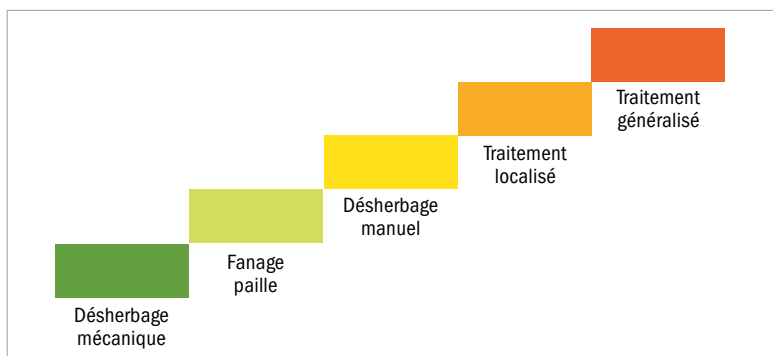 Traitement
généralisé
Traitement
localisé
Désherbage
manuel
Fanage
paille
Désherbage
mécanique